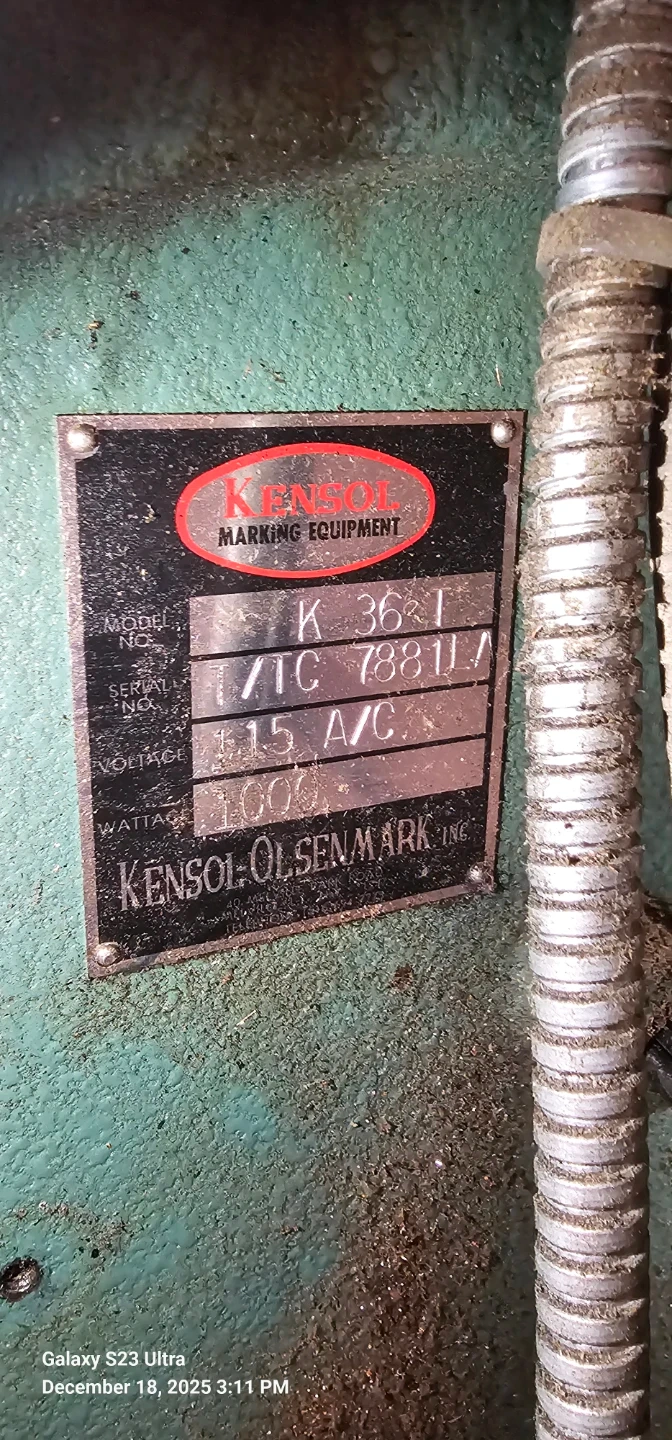 KENSOL
MARKING EQUIPMENT
MODEL NO. K 36 T
SERIAL NO. T/TC 7881
VOLTAGE 115 A/C
WATTAGE 1000
KENSOL-OLSENMARK INC
Galaxy S23 Ultra
December 18, 2025 3:11 PM